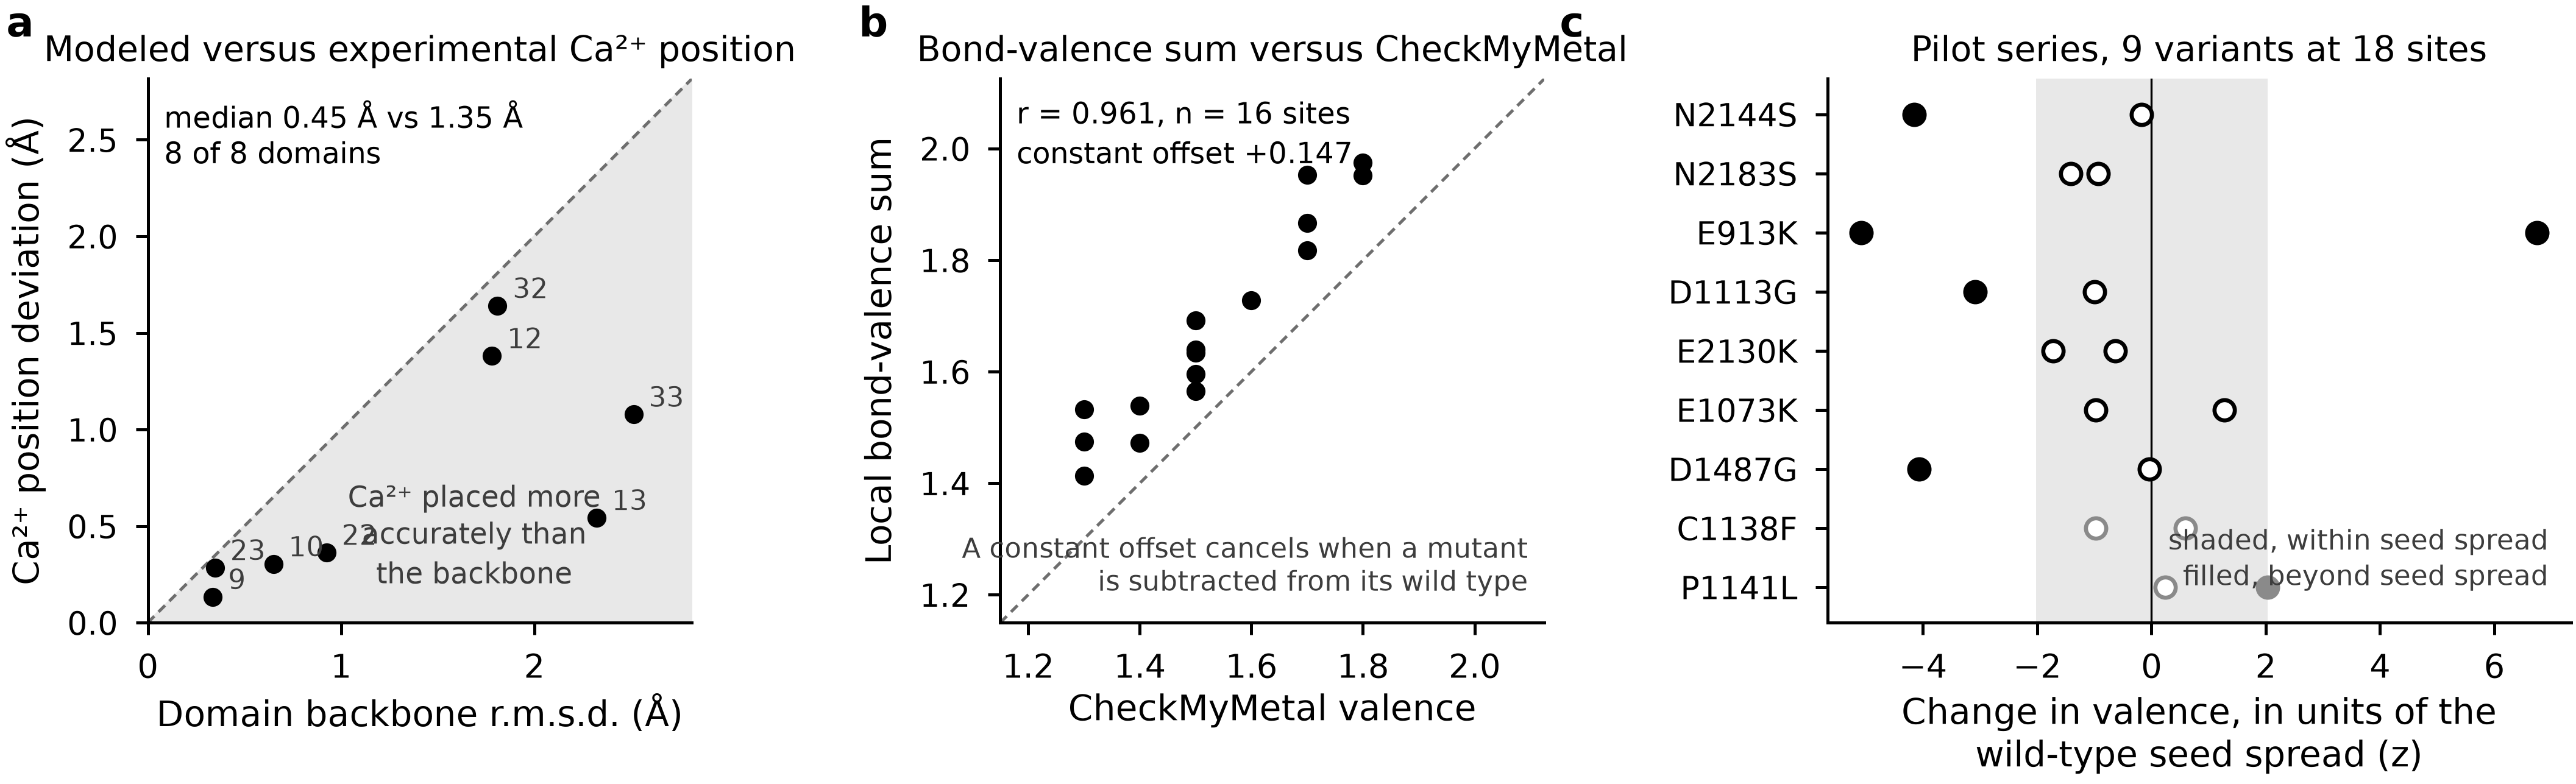 a
Modeled versus experimental Ca²⁺ position
median 0.45 Å vs 1.35 Å
8 of 8 domains
Ca²⁺ position deviation (Å)
2.5
2.0
1.5
1.0
0.5
0.0
32
12
33
13
22
10
23
9
Ca²⁺ placed more
accurately than
the backbone
0 1 2
Domain backbone r.m.s.d. (Å)
b
Bond-valence sum versus CheckMyMetal
r = 0.961, n = 16 sites
constant offset +0.147
Local bond-valence sum
2.0
1.8
1.6
1.4
1.2
A constant offset cancels when a mutant
is subtracted from its wild type
1.2 1.4 1.6 1.8 2.0
CheckMyMetal valence
c
Pilot series, 9 variants at 18 sites
N2144S
N2183S
E913K
D1113G
E2130K
E1073K
D1487G
C1138F
P1141L
shaded, within seed spread
filled, beyond seed spread
−4 −2 0 2 4 6
Change in valence, in units of the
wild-type seed spread (z)